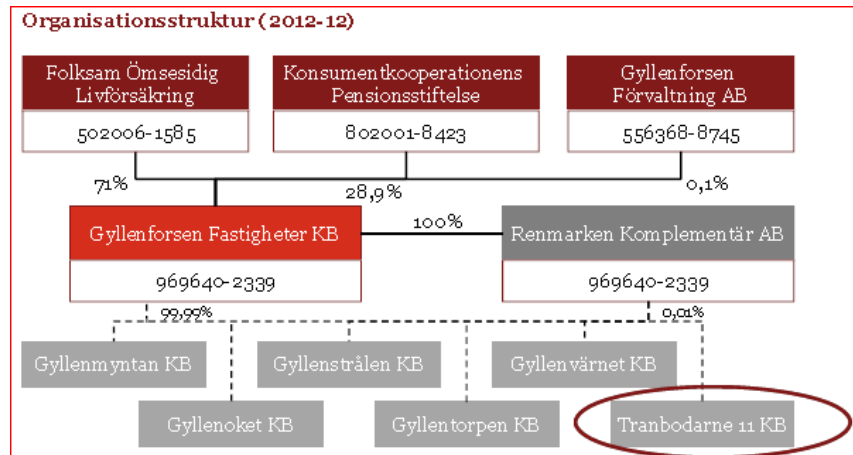 Organisationsstruktur (2012-12)
Folksam Ömsesidig
Livförsäkring
Konsumentkooperationens
Pensionsstiftelse
Gyllenforsen
Förvaltning AB
502006-1585
802001-8423
556368-8745
71%
28,9%
0,1%
Gyllenforsen Fastigheter KB
100%
Renmarken Komplementär AB
969640-2339
969640-2339
99,99%
0,01%
Gyllenmyntan KB
Gyllenstrålen KB
Gyllenvärnet KB
Gyllenoket KB
Gyllentorpen KB
Tranbodarne 11 KB